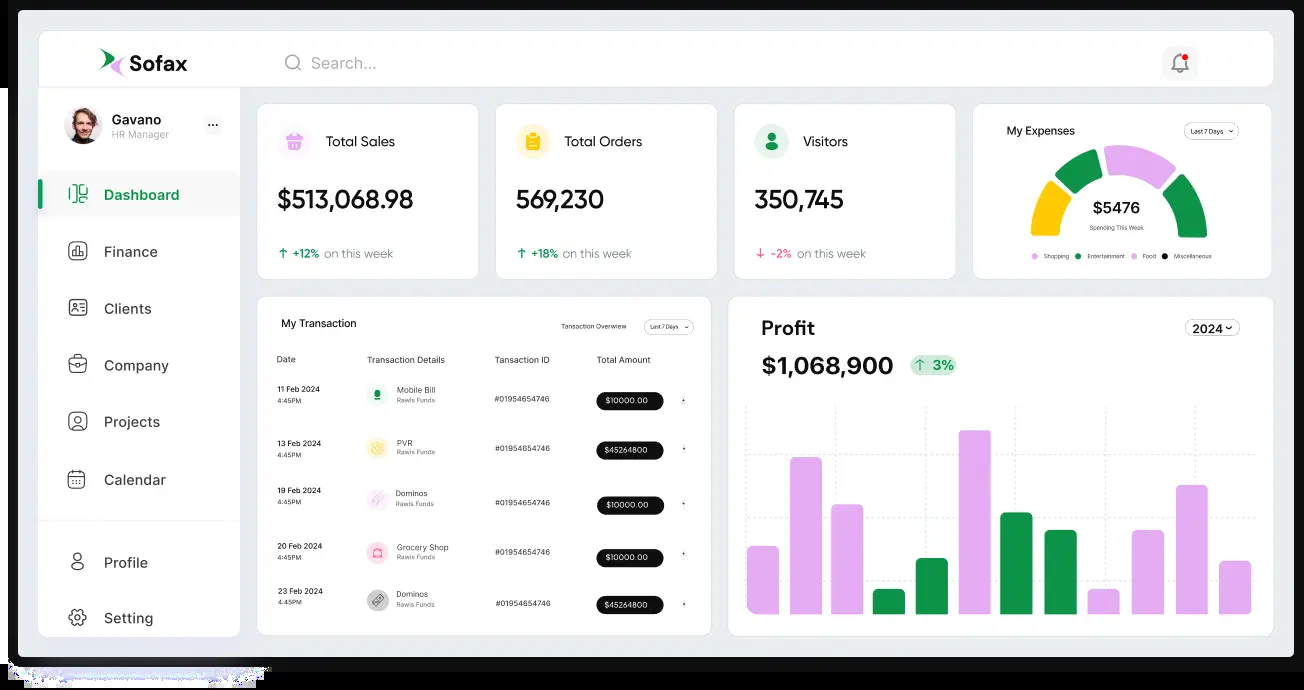 Sofax
Search...
Gavano
HR Manager
Dashboard
Finance
Clients
Company
Projects
Calendar
Profile
Setting
Total Sales
$513,068.98
+12% on this week
Total Orders
569,230
+18% on this week
Visitors
350,745
-2% on this week
My Expenses
Last 7 Days
$5476
Spending This Week
Shopping Entertainment Food Miscellaneous
My Transaction
Tansaction Overview Last 7 Days
Date Transaction Details Tansaction ID Total Amount
11 Feb 2024 Mobile Bill #01954654746 $10000.00
4:45PM Rawis Funds
13 Feb 2024 PVR #01954654746 $45264800
4:45PM Rawis Funds
19 Feb 2024 Dominos #01954654746 $10000.00
4:45PM Rawis Funds
20 Feb 2024 Grocery Shop #01954654746 $10000.00
4:45PM Rawis Funds
23 Feb 2024 Dominos #01954654746 $45264800
4:45PM Rawis Funds
Profit
2024
$1,068,900 3%